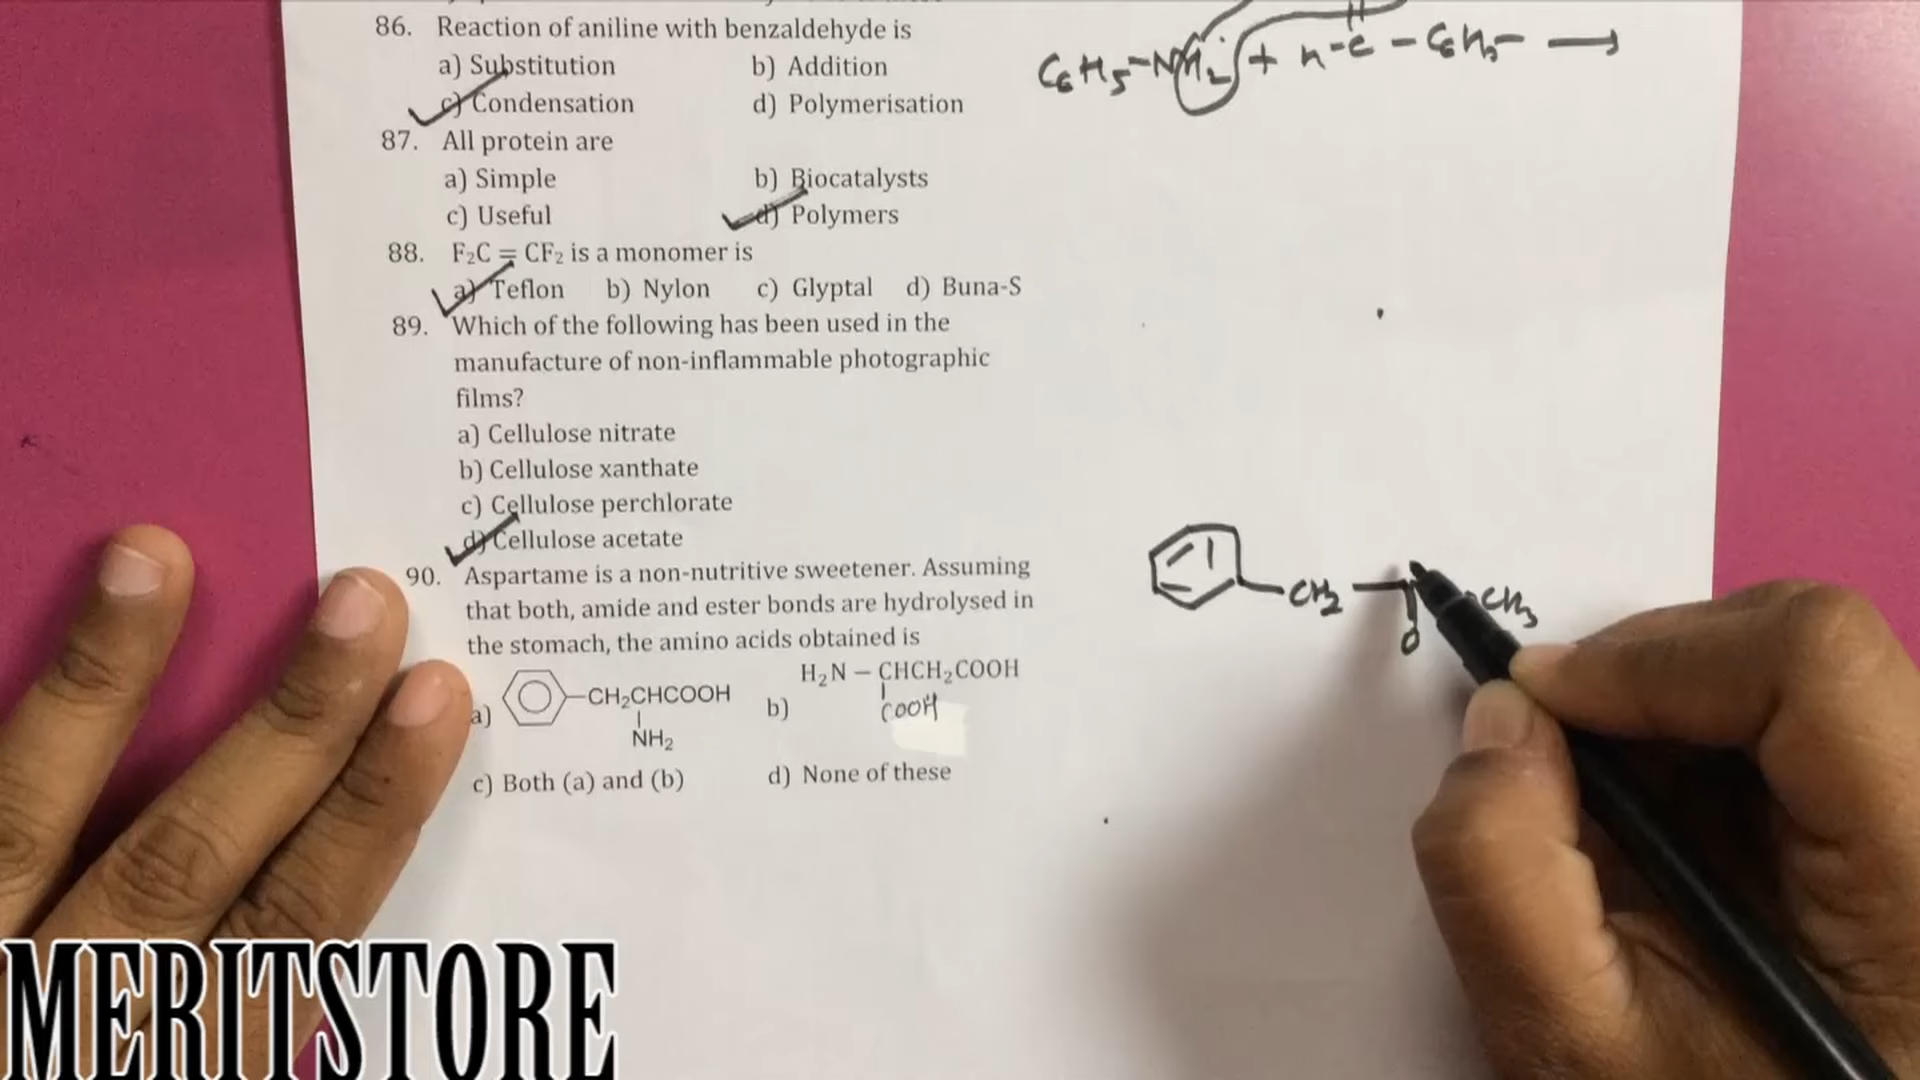 86. Reaction of aniline with benzaldehyde is
a) Substitution b) Addition
c) Condensation d) Polymerisation
87. All protein are
a) Simple b) Biocatalysts
c) Useful d) Polymers
88. F₂C = CF₂ is a monomer is
a) Teflon b) Nylon c) Glyptal d) Buna-S
89. Which of the following has been used in the
manufacture of non-inflammable photographic
films?
a) Cellulose nitrate
b) Cellulose xanthate
c) Cellulose perchlorate
d) Cellulose acetate
90. Aspartame is a non-nutritive sweetener. Assuming
that both, amide and ester bonds are hydrolysed in
the stomach, the amino acids obtained is
a) CH₂CHCOOH
NH₂
b) H₂N – CHCH₂COOH
COOH
c) Both (a) and (b) d) None of these
C₆H₅-NH₂ + H-C-C₆H₅ →
CH₂
O
CH₃
MERITSTORE